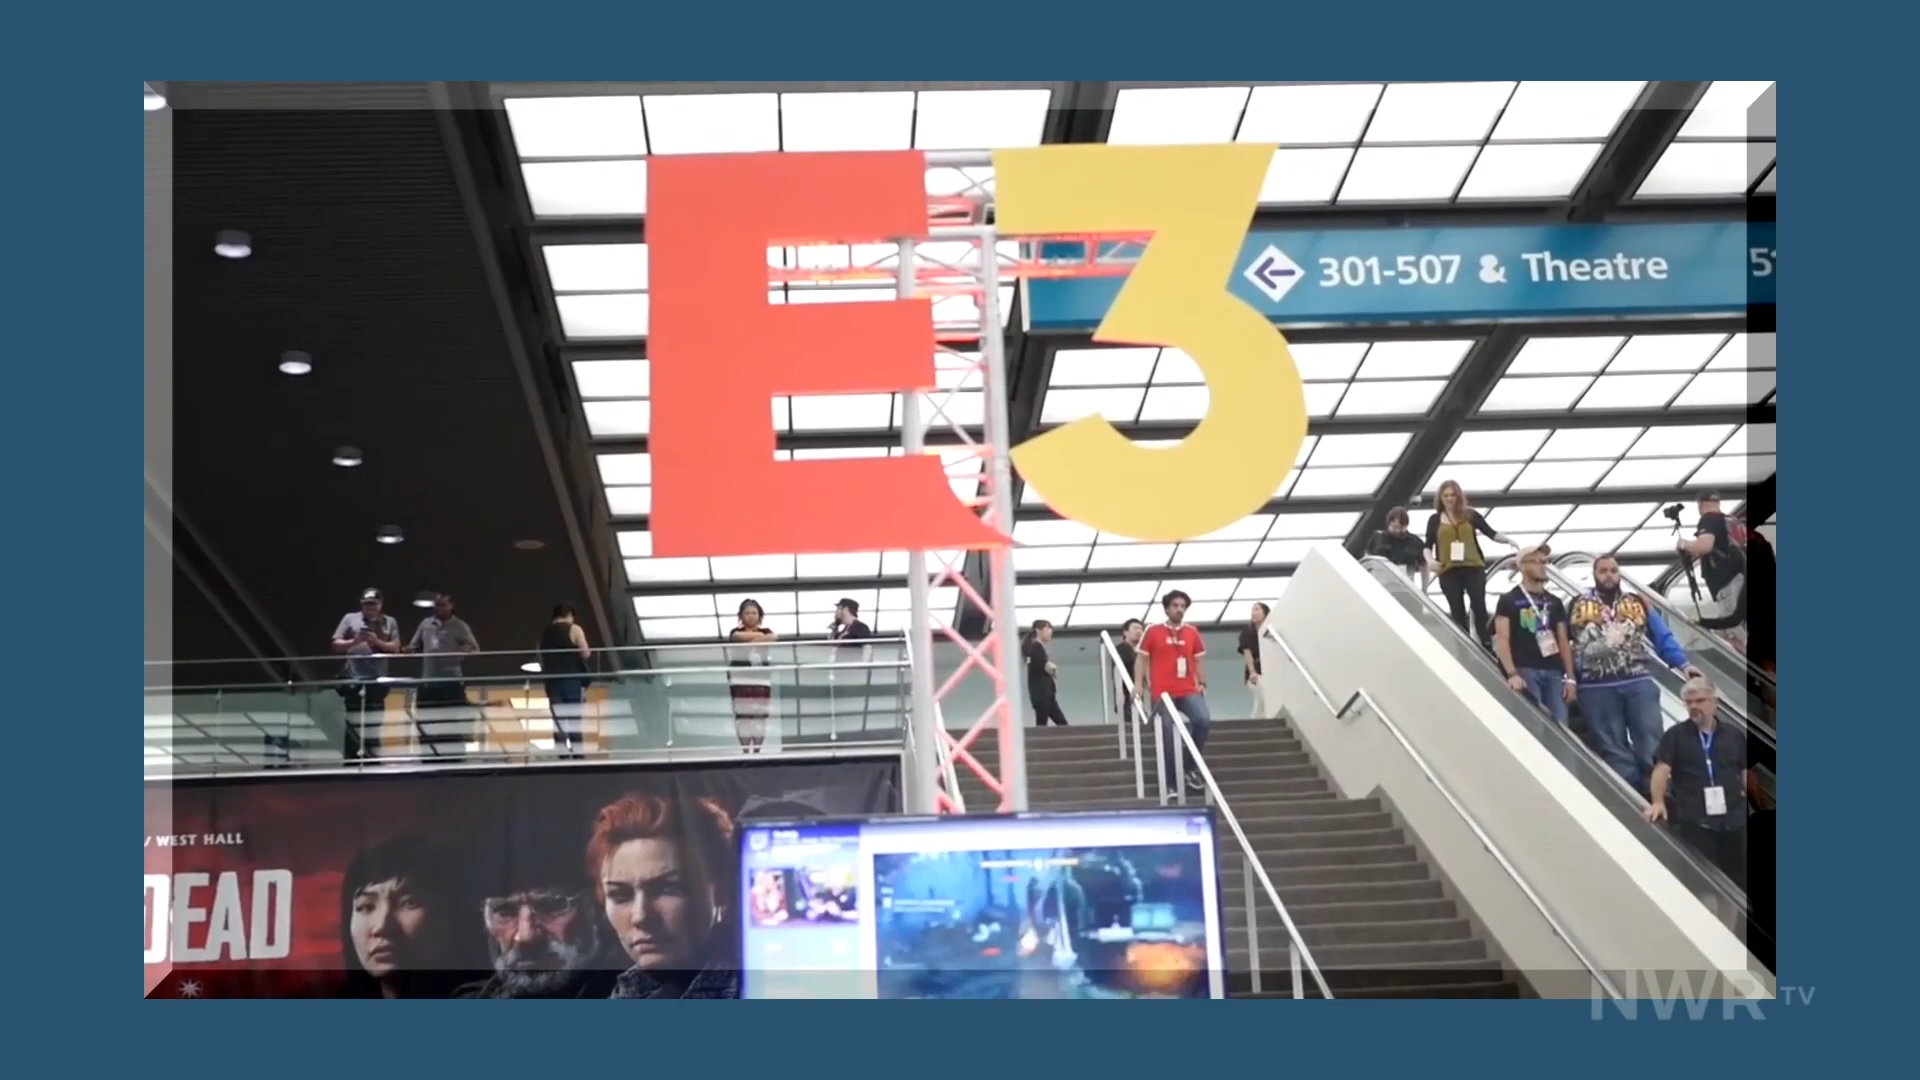 E3
301-507 & Theatre
/ WEST HALL
DEAD
NWR TV